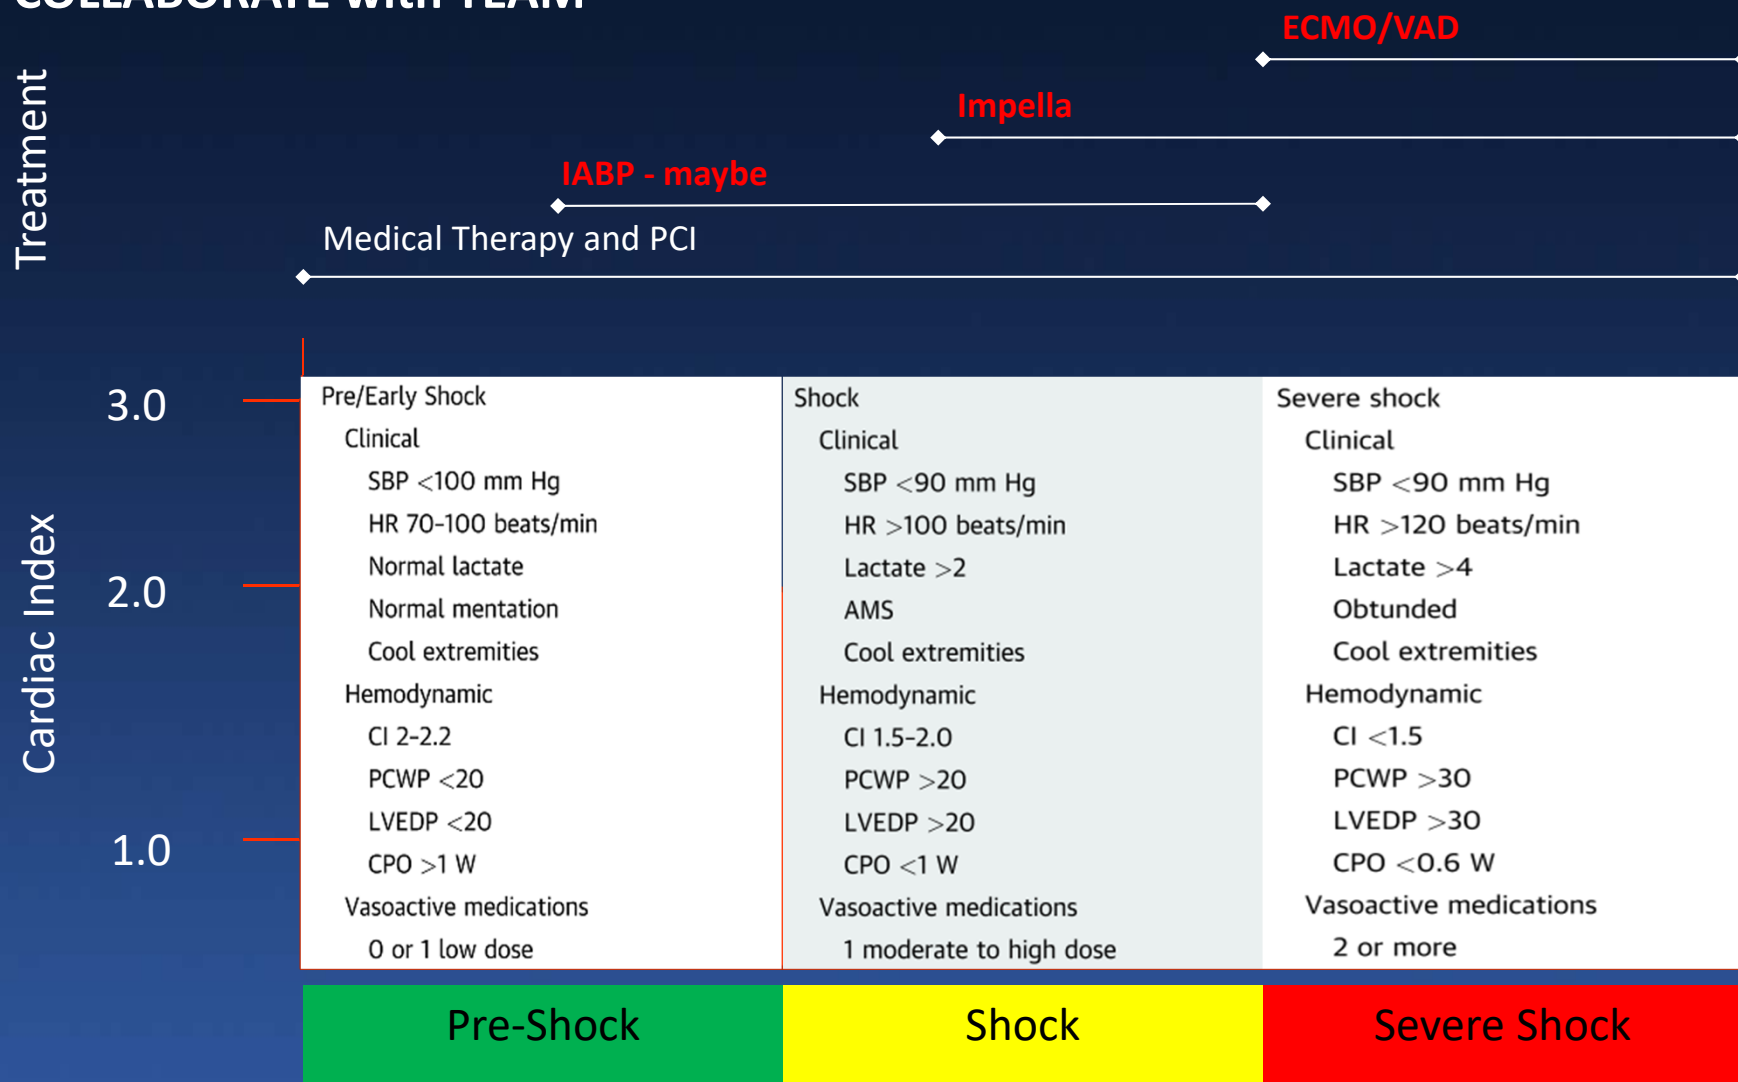 COLLABORATE with TEAM
Treatment
ECMO/VAD
Impella
IABP - maybe
Medical Therapy and PCI
Cardiac Index
3.0
2.0
1.0
Pre/Early Shock
Clinical
SBP <100 mm Hg
HR 70-100 beats/min
Normal lactate
Normal mentation
Cool extremities
Hemodynamic
CI 2-2.2
PCWP <20
LVEDP <20
CPO >1 W
Vasoactive medications
0 or 1 low dose
Shock
Clinical
SBP <90 mm Hg
HR >100 beats/min
Lactate >2
AMS
Cool extremities
Hemodynamic
CI 1.5-2.0
PCWP >20
LVEDP >20
CPO <1 W
Vasoactive medications
1 moderate to high dose
Severe shock
Clinical
SBP <90 mm Hg
HR >120 beats/min
Lactate >4
Obtunded
Cool extremities
Hemodynamic
CI <1.5
PCWP >30
LVEDP >30
CPO <0.6 W
Vasoactive medications
2 or more
Pre-Shock
Shock
Severe Shock